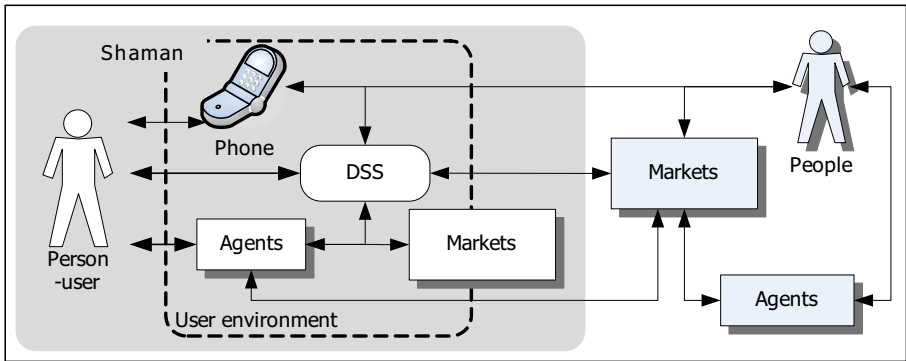 Shaman
Phone
People
DSS
Markets
Agents
Markets
Person
-user
Agents
User environment